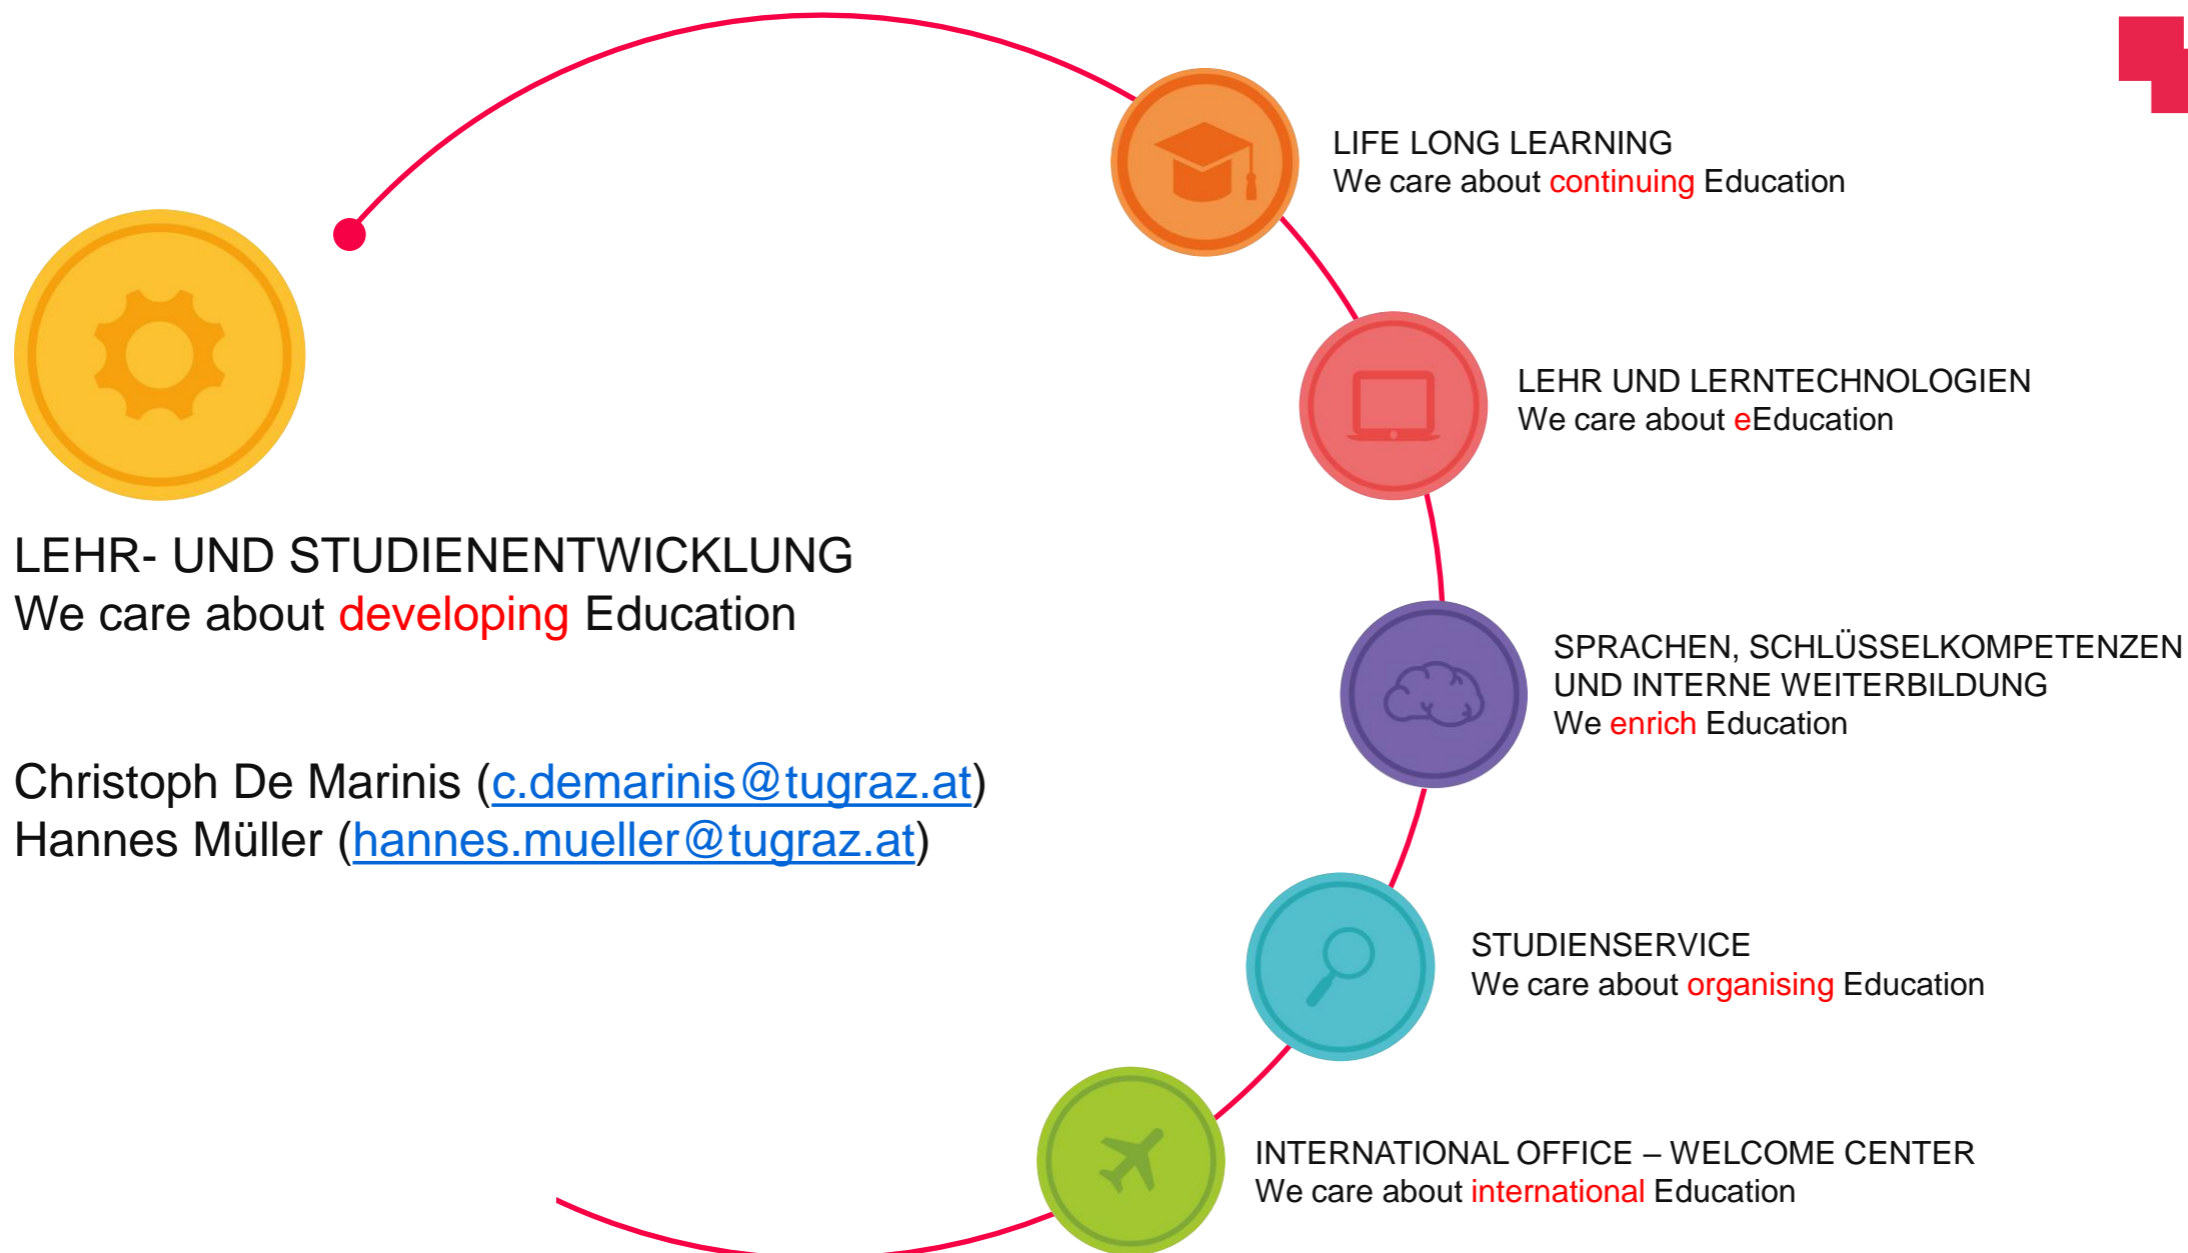 LEHR- UND STUDIENENTWICKLUNG
We care about developing Education
Christoph De Marinis (c.demarinis@tugraz.at)
Hannes Müller (hannes.mueller@tugraz.at)
LIFE LONG LEARNING
We care about continuing Education
LEHR UND LERNTECHNOLOGIEN
We care about eEducation
SPRACHEN, SCHLÜSSELKOMPETENZEN
UND INTERNE WEITERBILDUNG
We enrich Education
STUDIENSERVICE
We care about organising Education
INTERNATIONAL OFFICE – WELCOME CENTER
We care about international Education